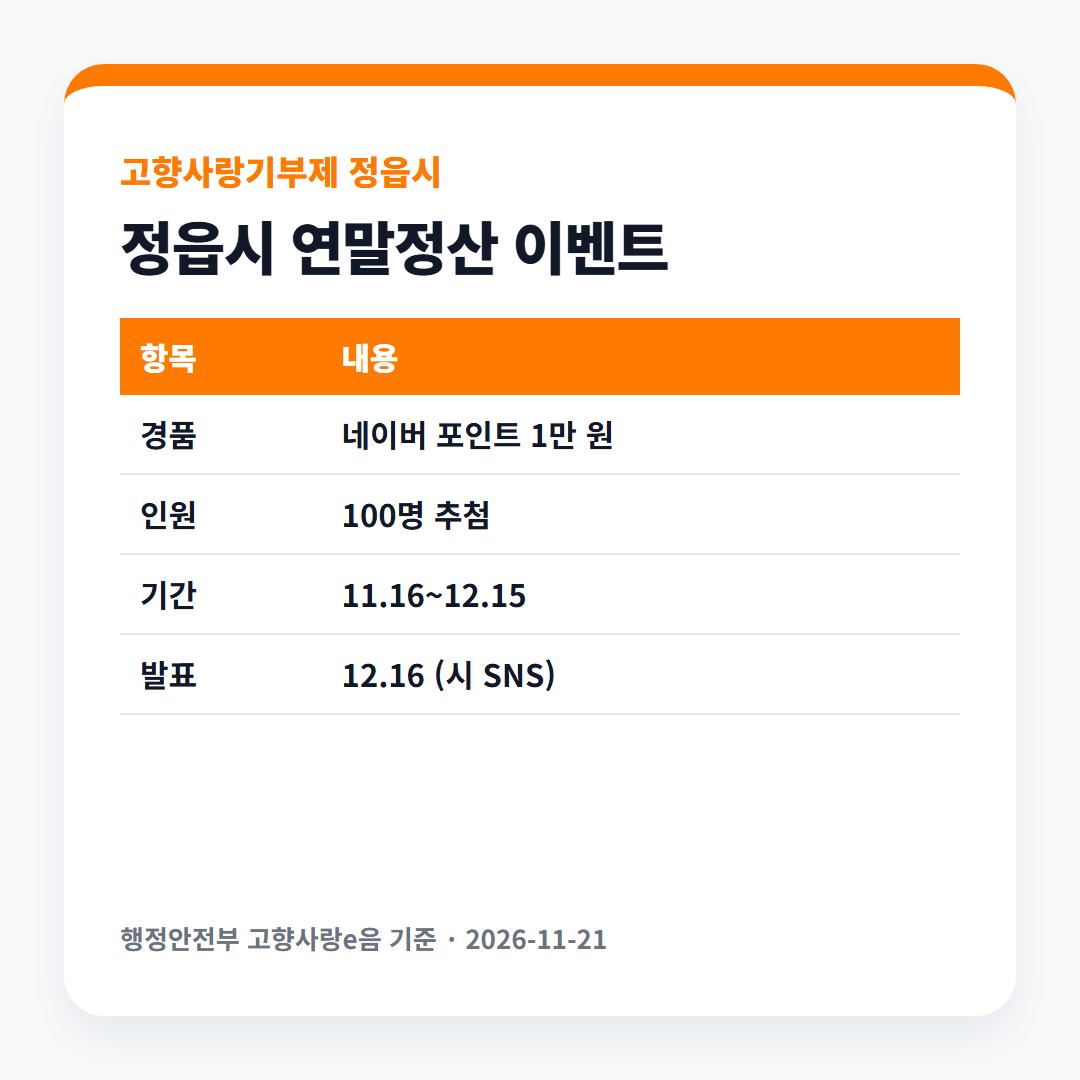 고향사랑기부제 정읍시
정읍시 연말정산 이벤트
항목 내용
경품 네이버 포인트 1만 원
인원 100명 추첨
기간 11.16~12.15
발표 12.16 (시 SNS)
행정안전부 고향사랑e음 기준 · 2026-11-21